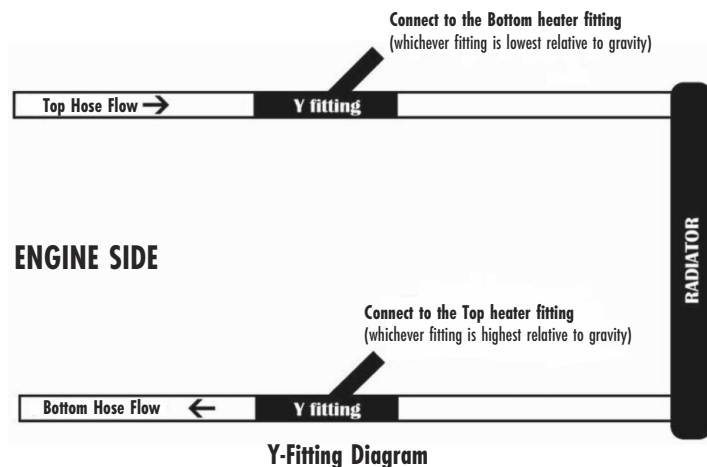 Connect to the Bottom heater fitting
(whichever fitting is lowest relative to gravity)
Top Hose Flow →
Y fitting
RADIATOR
ENGINE SIDE
Connect to the Top heater fitting
(whichever fitting is highest relative to gravity)
Bottom Hose Flow ←
Y fitting
Y-Fitting Diagram